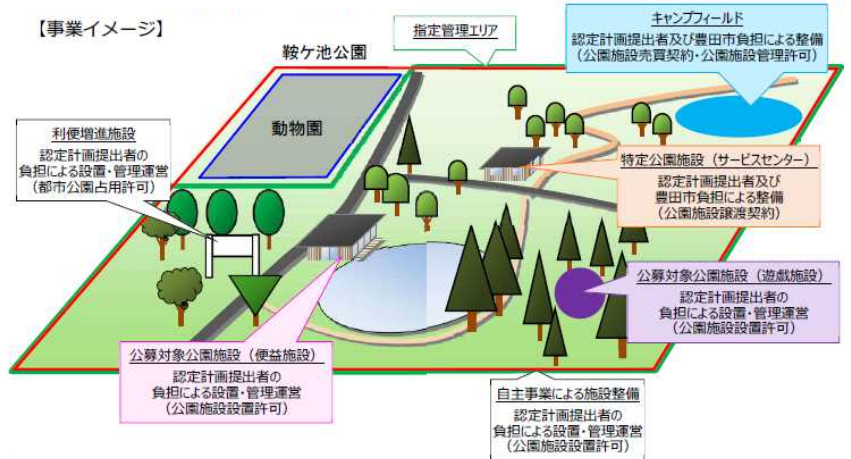 【事業イメージ】
鞍ケ池公園
指定管理エリア
キャンプフィールド
認定計画提出者及び豊田市負担による整備
（公園施設売買契約・公園施設管理許可）
動物園
利便増進施設
認定計画提出者の
負担による設置・管理運営
（都市公園占用許可）
特定公園施設（サービスセンター）
認定計画提出者及び
豊田市負担による整備
（公園施設譲渡契約）
公募対象公園施設（遊戯施設）
認定計画提出者の
負担による設置・管理運営
（公園施設設置許可）
公募対象公園施設（便益施設）
認定計画提出者の
負担による設置・管理運営
（公園施設設置許可）
自主事業による施設整備
認定計画提出者の
負担による設置・管理運営
（公園施設設置許可）